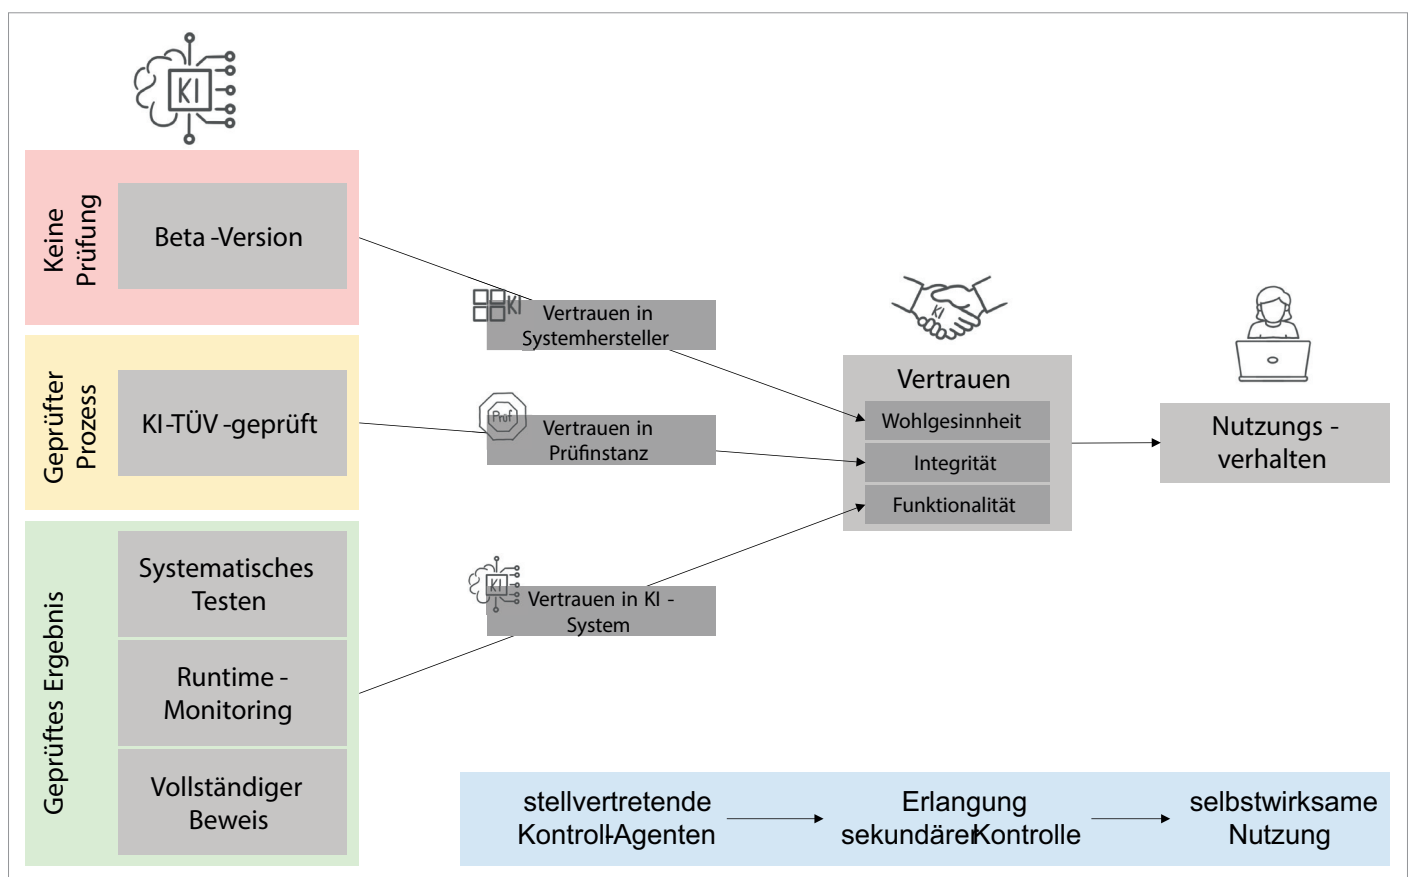 KI
Keine
Prüfung
Beta -Version
Geprüfter
Prozess
KI-TÜV -geprüft
Geprüftes Ergebnis
Systematisches
Testen
Runtime -
Monitoring
Vollständiger
Beweis
KI
Vertrauen in
Systemhersteller
Prüf
Vertrauen in
Prüfinstanz
KI
Vertrauen in KI -
System
KI
Vertrauen
Wohlgesinnheit
Integrität
Funktionalität
Nutzungs -
verhalten
stellvertretende
Kontroll-Agenten
Erlangung
sekundärer Kontrolle
selbstwirksame
Nutzung